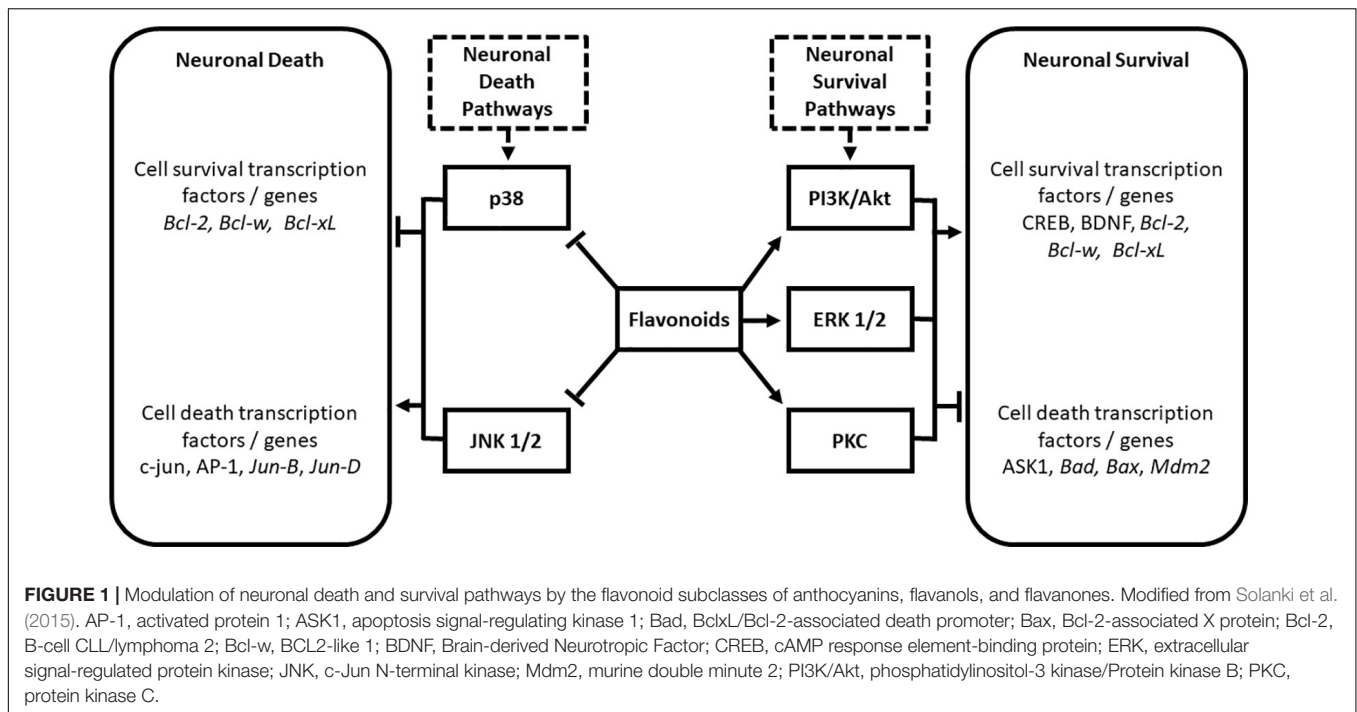 Neuronal Death
Cell survival transcription
factors / genes
Bcl-2, Bcl-w, Bcl-xL
Cell death transcription
factors / genes
c-jun, AP-1, Jun-B, Jun-D
Neuronal
Death
Pathways
p38
JNK 1/2
Flavonoids
Neuronal
Survival
Pathways
PI3K/Akt
ERK 1/2
PKC
Neuronal Survival
Cell survival transcription
factors / genes
CREB, BDNF, Bcl-2,
Bcl-w, Bcl-xL
Cell death transcription
factors / genes
ASK1, Bad, Bax, Mdm2
FIGURE 1 | Modulation of neuronal death and survival pathways by the flavonoid subclasses of anthocyanins, flavanols, and flavanones. Modified from Solanki et al.
(2015). AP-1, activated protein 1; ASK1, apoptosis signal-regulating kinase 1; Bad, BclxL/Bcl-2-associated death promoter; Bax, Bcl-2-associated X protein; Bcl-2,
B-cell CLL/lymphoma 2; Bcl-w, BCL2-like 1; BDNF, Brain-derived Neurotropic Factor; CREB, cAMP response element-binding protein; ERK, extracellular
signal-regulated protein kinase; JNK, c-Jun N-terminal kinase; Mdm2, murine double minute 2; PI3K/Akt, phosphatidylinositol-3 kinase/Protein kinase B; PKC,
protein kinase C.